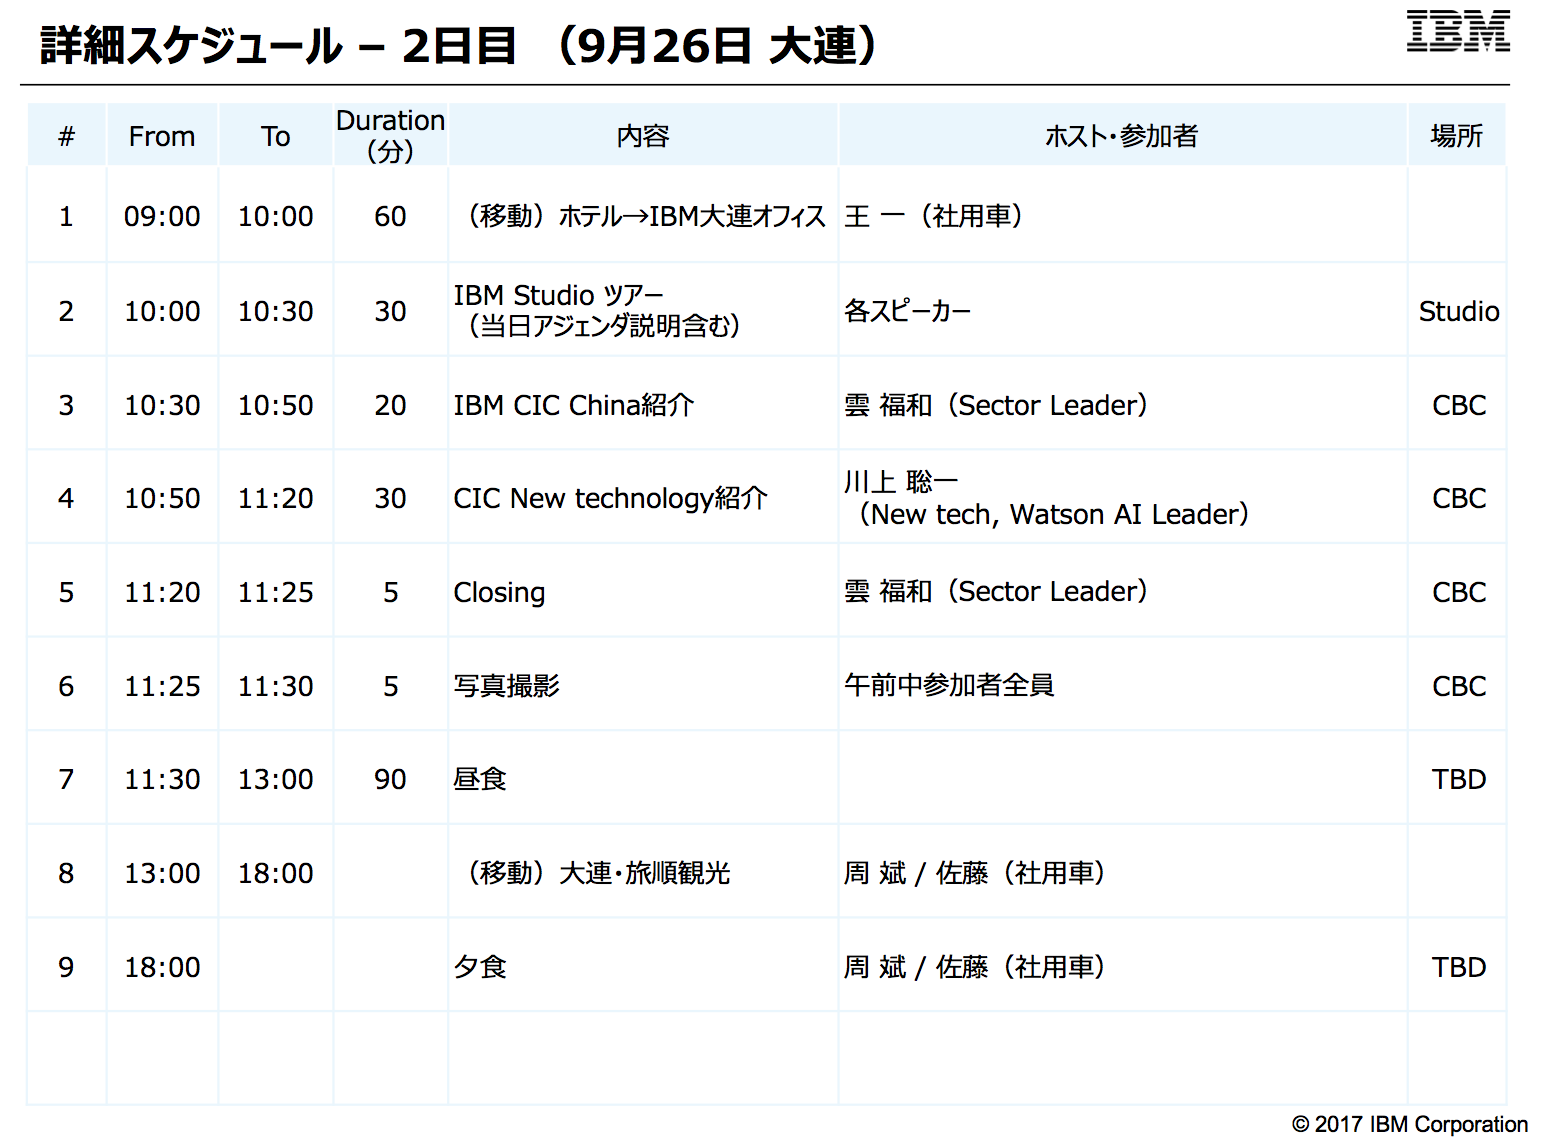 詳細スケジュール – 2日目 （9月26日 大連）
IBM
# From To Duration（分） 内容 ホスト・参加者 場所
1 09:00 10:00 60 （移動）ホテル→IBM大連オフィス 王 一（社用車）
2 10:00 10:30 30 IBM Studio ツアー（当日アジェンダ説明含む） 各スピーカー Studio
3 10:30 10:50 20 IBM CIC China紹介 雲 福和（Sector Leader） CBC
4 10:50 11:20 30 CIC New technology紹介 川上 聡一（New tech, Watson AI Leader） CBC
5 11:20 11:25 5 Closing 雲 福和（Sector Leader） CBC
6 11:25 11:30 5 写真撮影 午前中参加者全員 CBC
7 11:30 13:00 90 昼食 TBD
8 13:00 18:00 （移動）大連・旅順観光 周 斌 / 佐藤（社用車）
9 18:00 夕食 周 斌 / 佐藤（社用車） TBD
© 2017 IBM Corporation